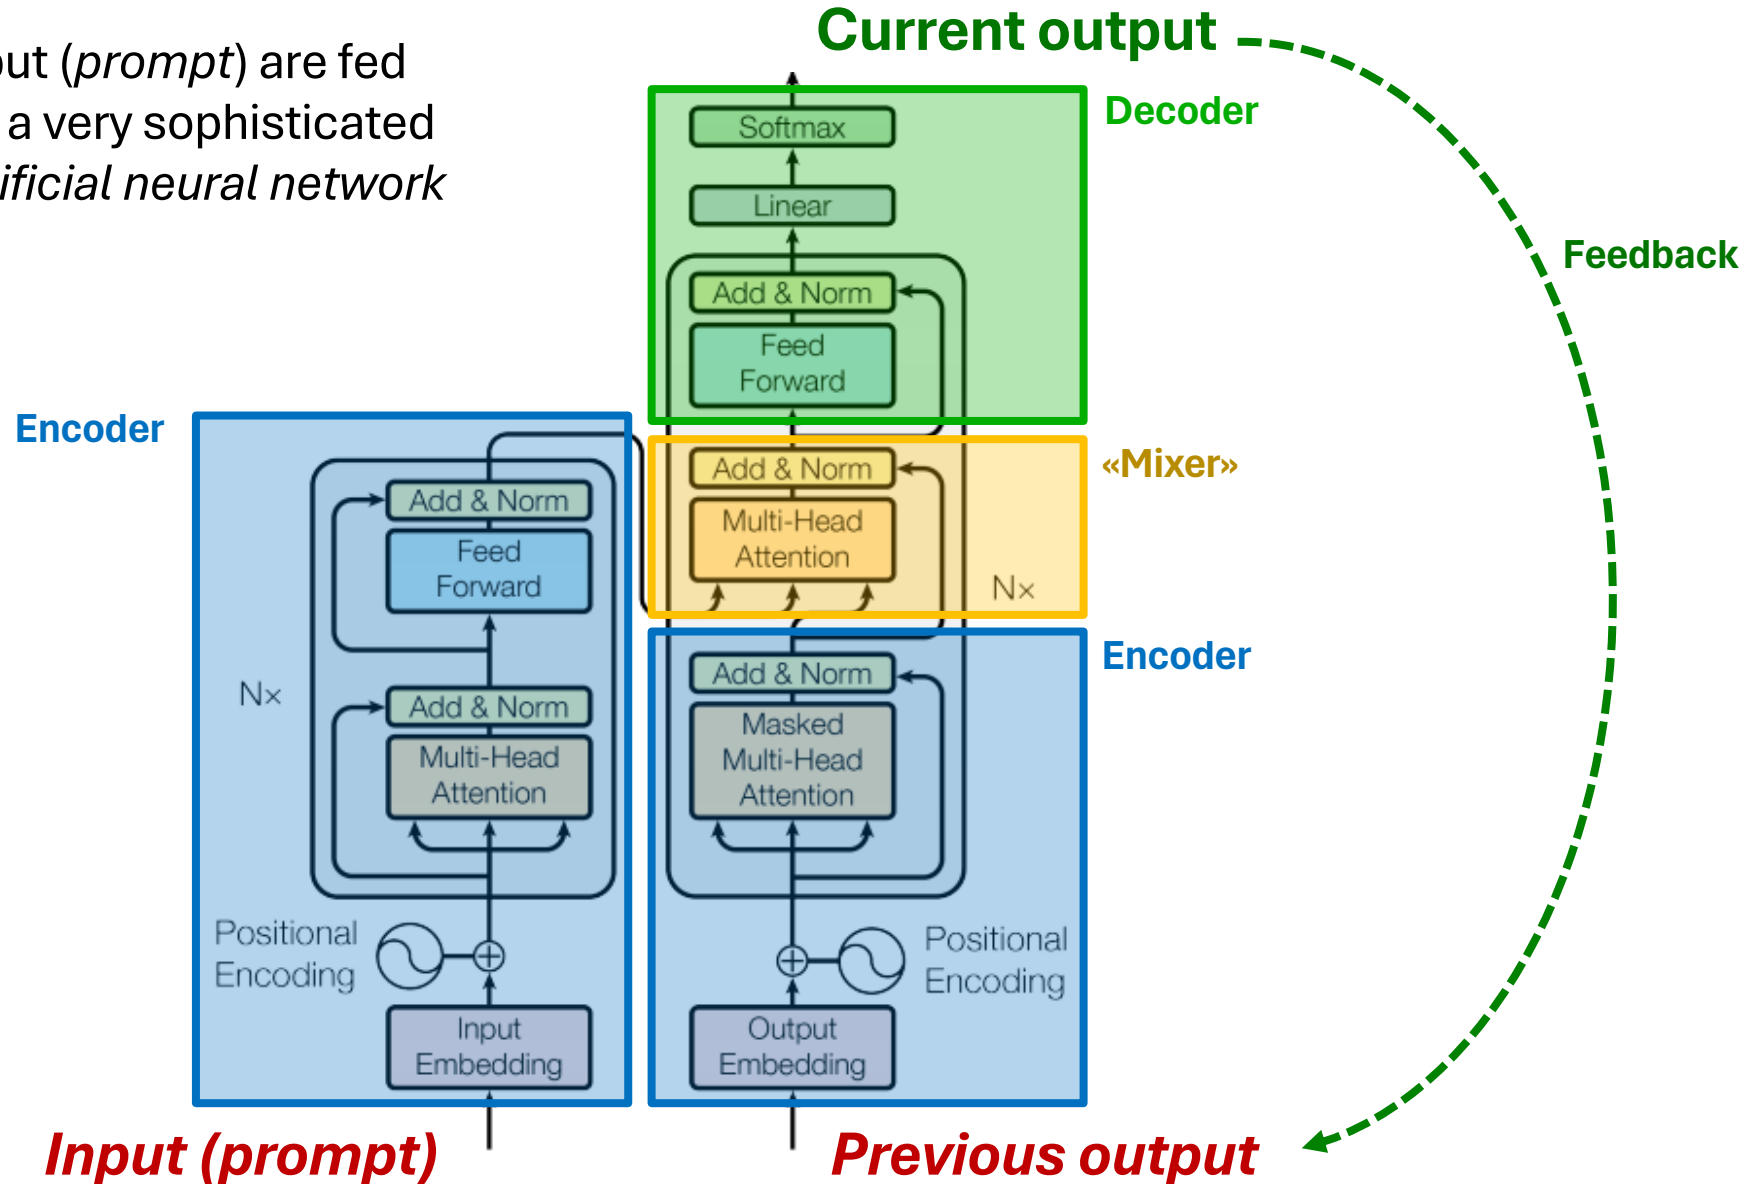 Current output
(prompt) are fed
a very sophisticated
neural network
Decoder
Softmax
Linear
Feedback
Add & Norm
Feed
Forward
Encoder
«Mixer»
Add & Norm
Multi-Head
Attention
Nx
Add & Norm
Feed
Forward
Encoder
Add & Norm
Masked
Multi-Head
Attention
Nx
Add & Norm
Multi-Head
Attention
Positional
Encoding
Positional
Encoding
Input
Embedding
Output
Embedding
Input (prompt)
Previous output